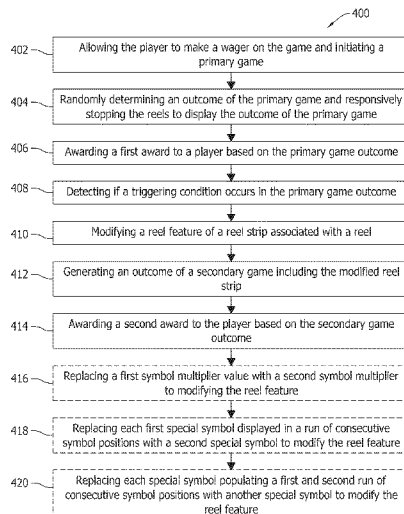 400
402
Allowing the player to make a wager on the game and initiating a
primary game
404
Randomly determining an outcome of the primary game and responsively
stopping the reels to display the outcome of the primary game
406
Awarding a first award to a player based on the primary game outcome
408
Detecting if a triggering condition occurs in the primary game outcome
410
Modifying a reel feature of a reel strip associated with a reel
412
Generating an outcome of a secondary game including the modified reel
strip
414
Awarding a second award to the player based on the secondary game
outcome
416
Replacing a first symbol multiplier value with a second symbol multiplier
to modifying the reel feature
418
Replacing each first special symbol displayed in a run of consecutive
symbol positions with a second special symbol to modify the reel feature
420
Replacing each special symbol populating a first and second run of
consecutive symbol positions with another special symbol to modify the
reel feature